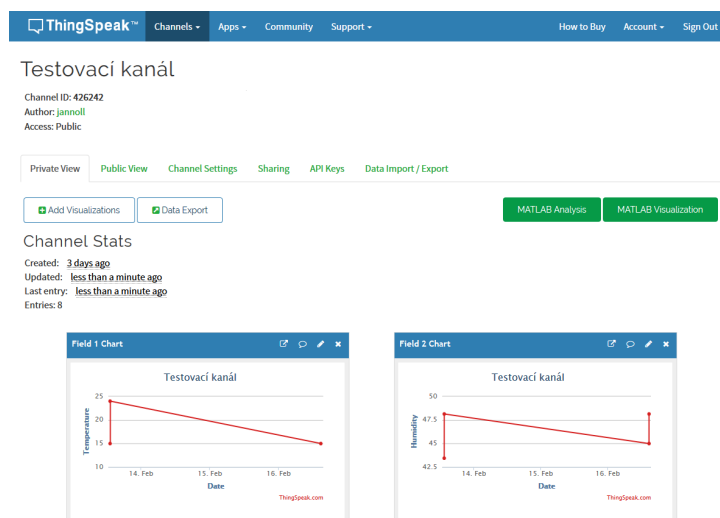 ThingSpeak™ Channels Apps Community Support How to Buy Account Sign Out
Testovací kanál
Channel ID: 426242
Author: jannoll
Access: Public
Private View Public View Channel Settings Sharing API Keys Data Import / Export
Add Visualizations Data Export MATLAB Analysis MATLAB Visualization
Channel Stats
Created: 3 days ago
Updated: less than a minute ago
Last entry: less than a minute ago
Entries: 8
Field 1 Chart
Testovací kanál
Temperature
25
20
15
10
14. Feb 15. Feb 16. Feb
Date
ThingSpeak.com
Field 2 Chart
Testovací kanál
Humidity
50
47.5
45
42.5
14. Feb 15. Feb 16. Feb
Date
ThingSpeak.com